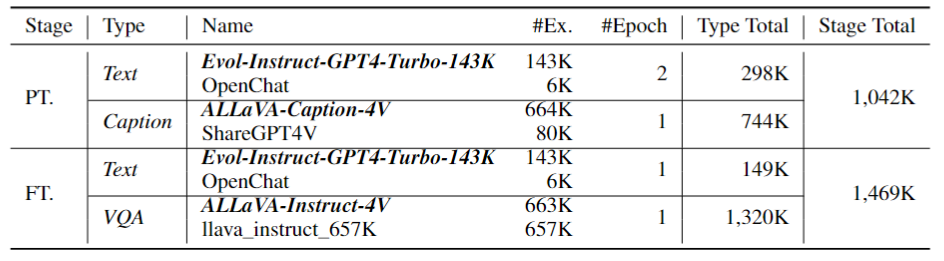 Stage Type Name #Ex. #Epoch Type Total Stage Total
PT. Text Evol-Instruct-GPT4-Turbo-143K 143K 2 298K 1,042K
OpenChat 6K
Caption ALLaVA-Caption-4V 664K 1 744K
ShareGPT4V 80K
FT. Text Evol-Instruct-GPT4-Turbo-143K 143K 1 149K 1,469K
OpenChat 6K
VQA ALLaVA-Instruct-4V 663K 1 1,320K
llava_instruct_657K 657K